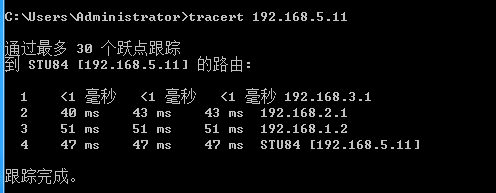 C:\Users\Administrator>tracert 192.168.5.11
通过最多 30 个跃点跟踪
到 STU84 [192.168.5.11] 的路由:
1 <1 毫秒 <1 毫秒 <1 毫秒 192.168.3.1
2 40 ms 43 ms 43 ms 192.168.2.1
3 51 ms 51 ms 51 ms 192.168.1.2
4 47 ms 47 ms 47 ms STU84 [192.168.5.11]
跟踪完成。